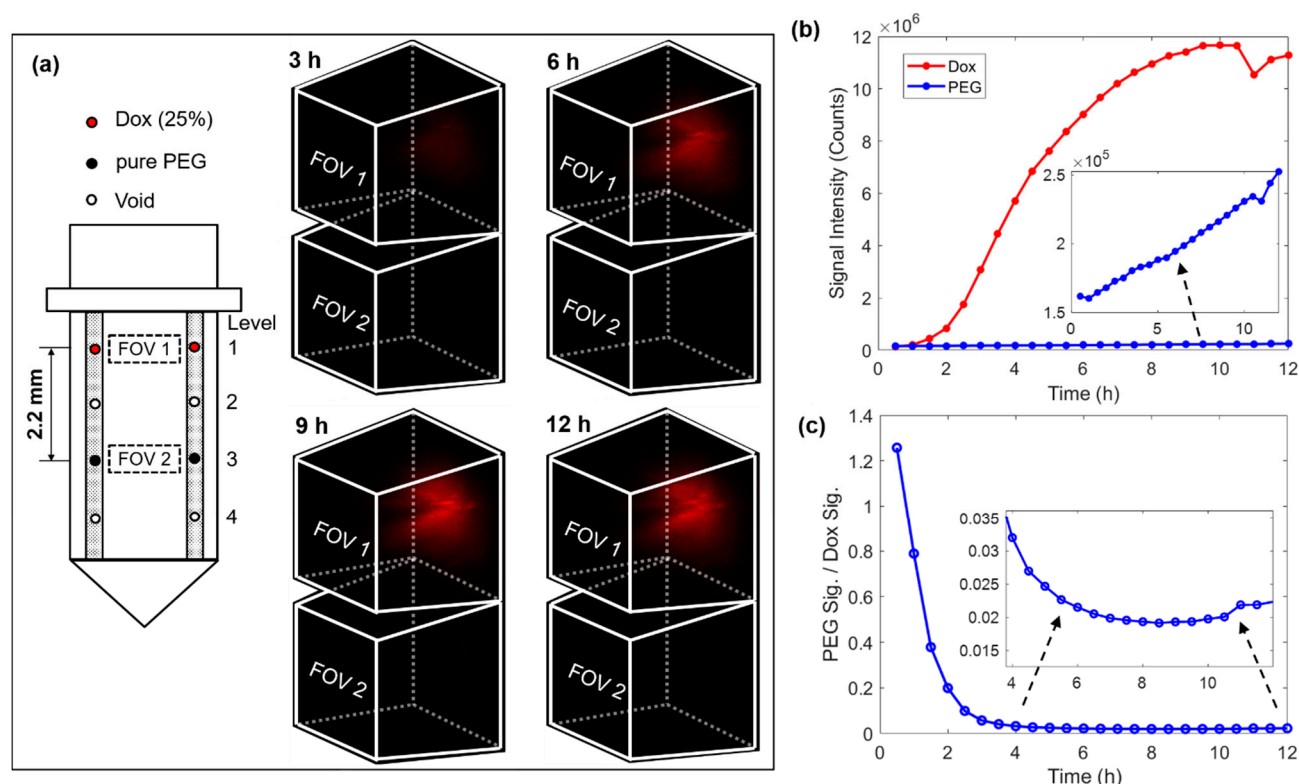 (a)
Dox (25%)
pure PEG
Void
Level
FOV 1
1
2
2.2 mm
FOV 2
3
4
3 h
FOV 1
FOV 2
6 h
FOV 1
FOV 2
9 h
FOV 1
FOV 2
12 h
FOV 1
FOV 2
(b)
× 10⁶
12
10
8
6
4
2
0
Signal Intensity (Counts)
Dox
PEG
× 10⁵
2.5
2
1.5
0 5 10
0 2 4 6 8 10 12
Time (h)
(c)
1.4
1.2
1
0.8
0.6
0.4
0.2
0
PEG Sig. / Dox Sig.
0.035
0.03
0.025
0.02
0.015
4 6 8 10
0 2 4 6 8 10 12
Time (h)